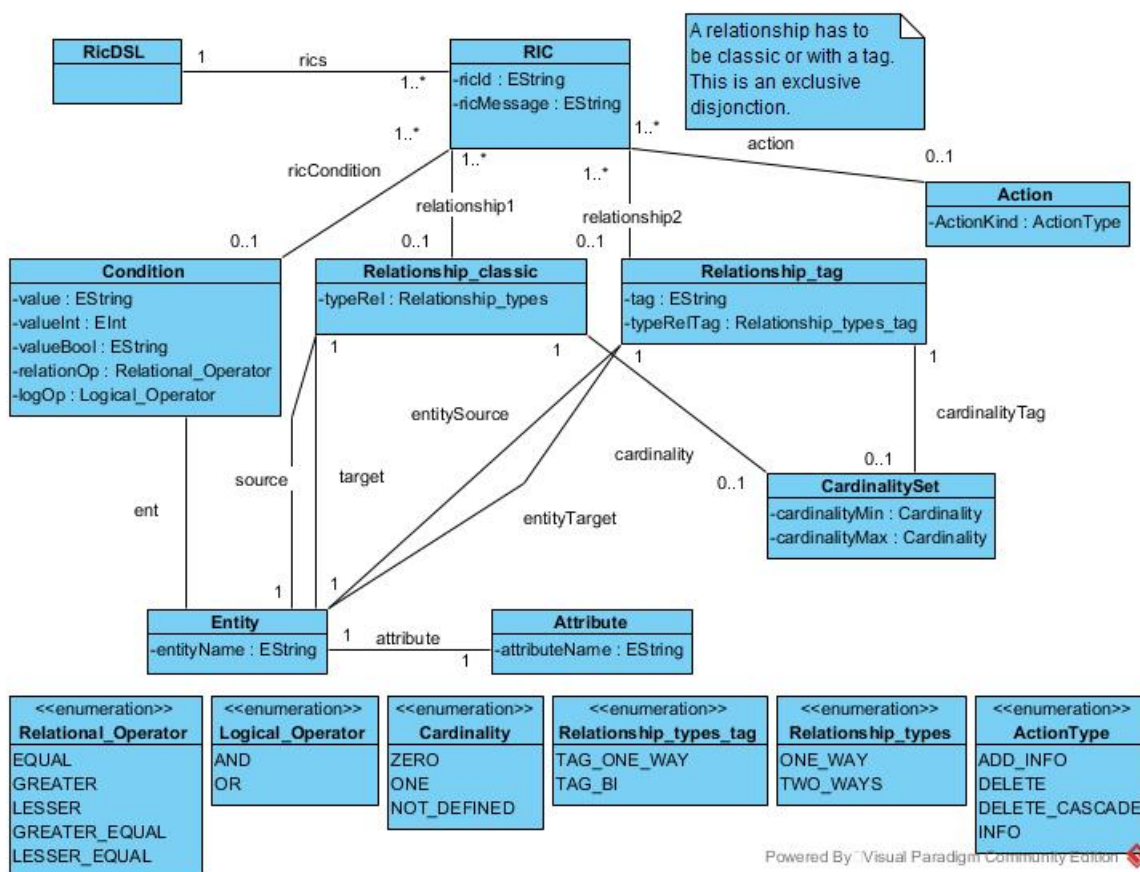 RicDSL
1
rics
1..*
RIC
-ricId : EString
-ricMessage : EString
A relationship has to
be classic or with a tag.
This is an exclusive
disjonction.
1..*
1..*
1..*
1..*
action
0..1
ricCondition
relationship1
relationship2
Action
-ActionKind : ActionType
0..1
0..1
0..1
Condition
-value : EString
-valueInt : EInt
-valueBool : EString
-relationOp : Relational_Operator
-logOp : Logical_Operator
Relationship_classic
-typeRel : Relationship_types
Relationship_tag
-tag : EString
-typeRelTag : Relationship_types_tag
1
1
1
1
entitySource
cardinalityTag
cardinality
source
target
0..1
0..1
CardinalitySet
-cardinalityMin : Cardinality
-cardinalityMax : Cardinality
ent
entityTarget
1
1
Entity
-entityName : EString
1
attribute
1
Attribute
-attributeName : EString
<<enumeration>>
Relational_Operator
EQUAL
GREATER
LESSER
GREATER_EQUAL
LESSER_EQUAL
<<enumeration>>
Logical_Operator
AND
OR
<<enumeration>>
Cardinality
ZERO
ONE
NOT_DEFINED
<<enumeration>>
Relationship_types_tag
TAG_ONE_WAY
TAG_BI
<<enumeration>>
Relationship_types
ONE_WAY
TWO_WAYS
<<enumeration>>
ActionType
ADD_INFO
DELETE
DELETE_CASCADE
INFO
Powered By Visual Paradigm Community Edition